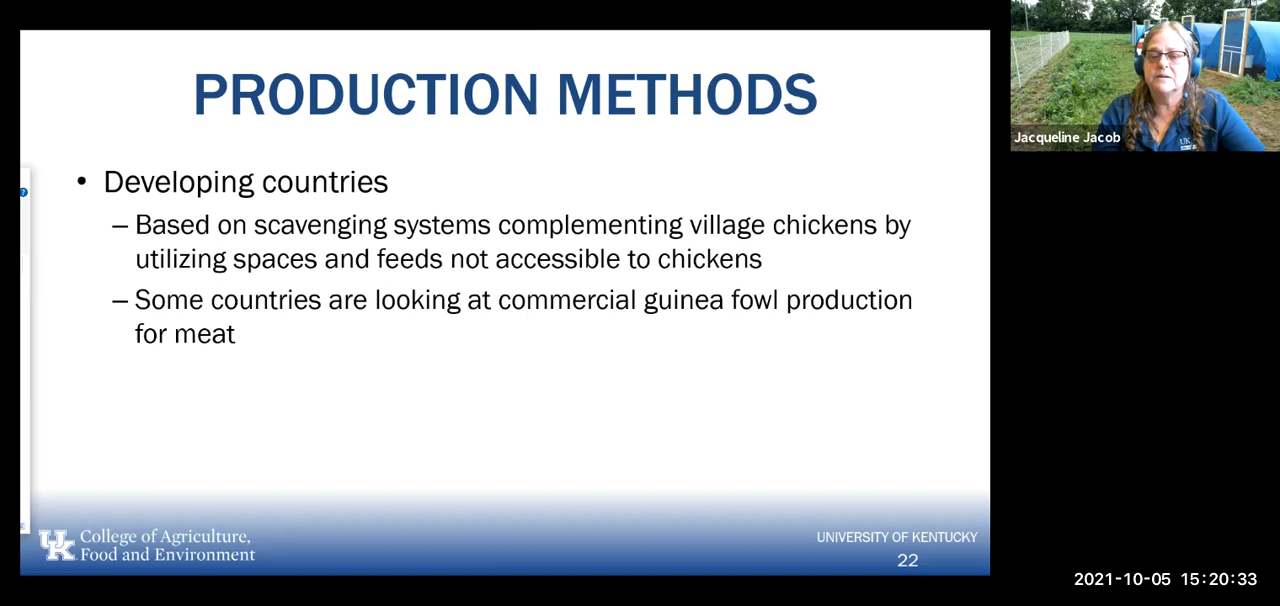 PRODUCTION METHODS
• Developing countries
– Based on scavenging systems complementing village chickens by
utilizing spaces and feeds not accessible to chickens
– Some countries are looking at commercial guinea fowl production
for meat
UK College of Agriculture,
Food and Environment
UNIVERSITY OF KENTUCKY
22
Jacqueline Jacob
UK
2021-10-05 15:20:33